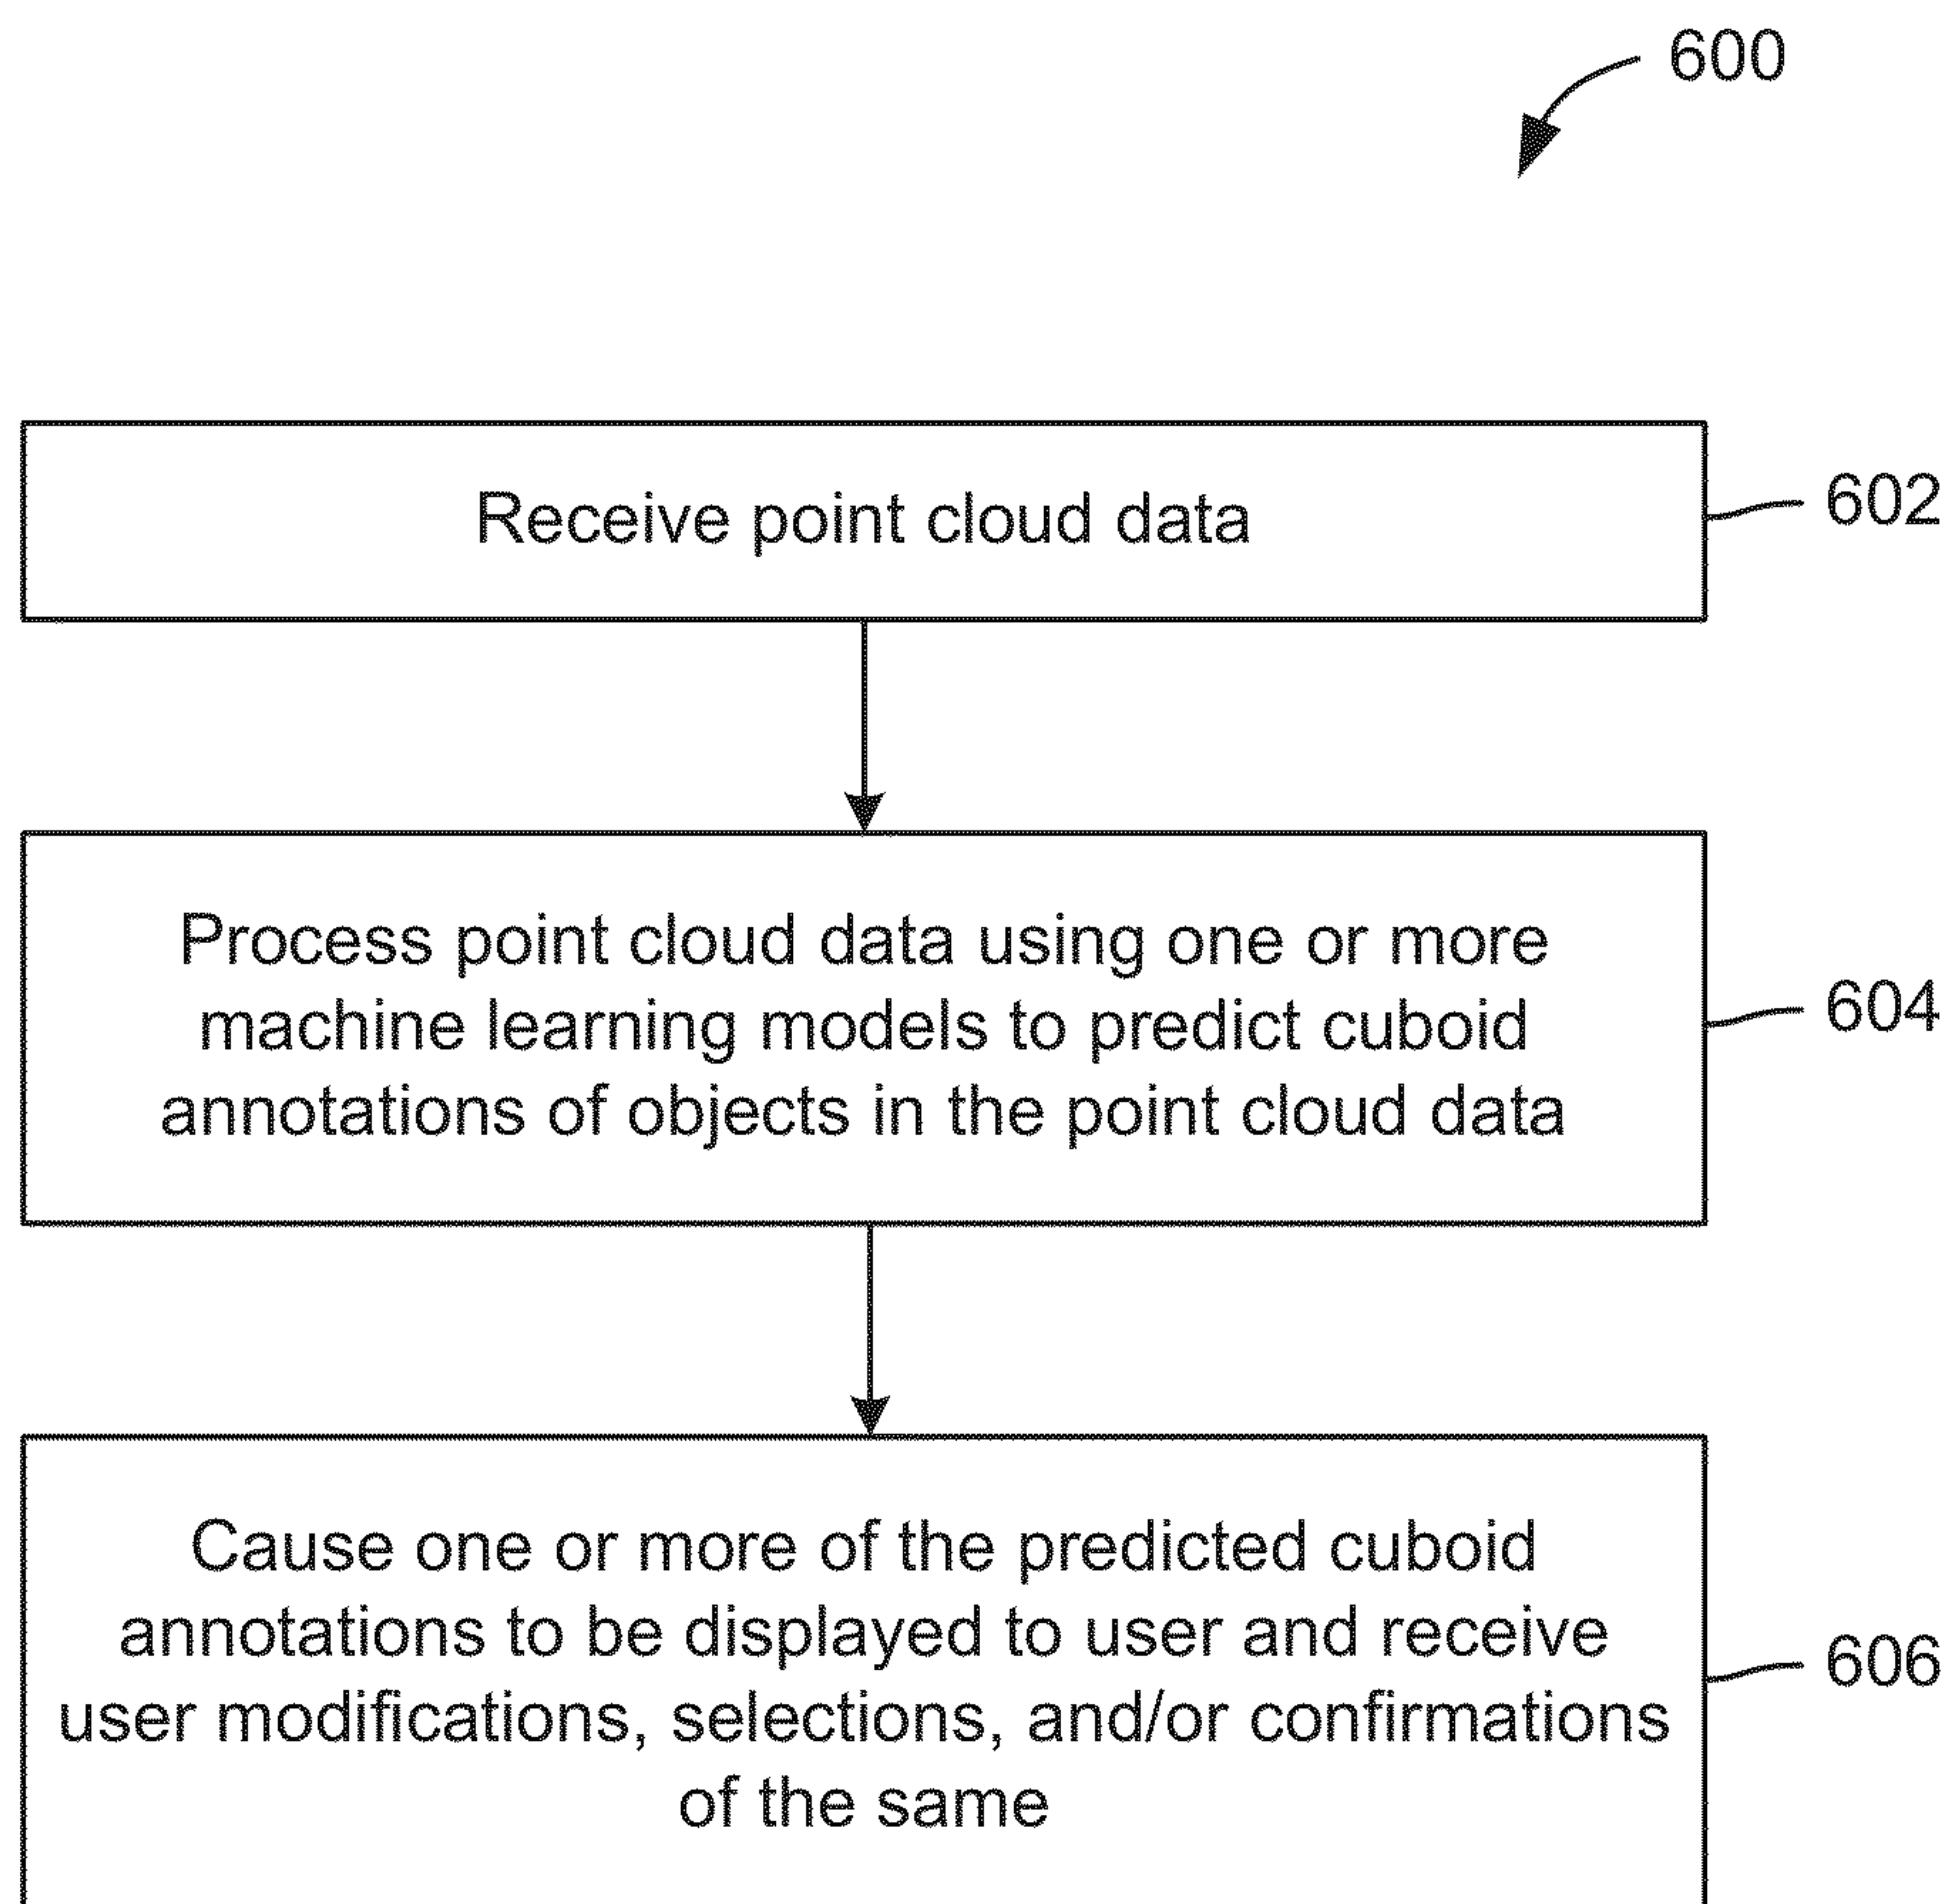 600
Receive point cloud data
602
Process point cloud data using one or more
machine learning models to predict cuboid
annotations of objects in the point cloud data
604
Cause one or more of the predicted cuboid
annotations to be displayed to user and receive
user modifications, selections, and/or confirmations
of the same
606